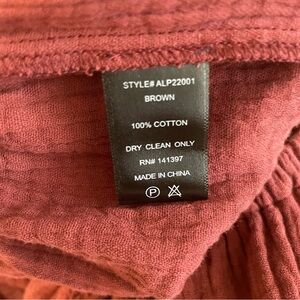 STYLE# ALP22001
BROWN
100% COTTON
DRY CLEAN ONLY
RN# 141397
MADE IN CHINA
P